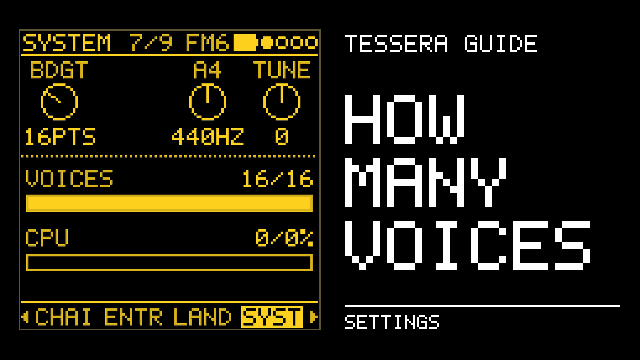 SYSTEM 7/9 FM6
BDGT A4 TUNE
16PTS 440HZ 0
VOICES 16/16
CPU 0/0%
CHAI ENTR LAND SYST
TESSERA GUIDE
HOW
MANY
VOICES
SETTINGS